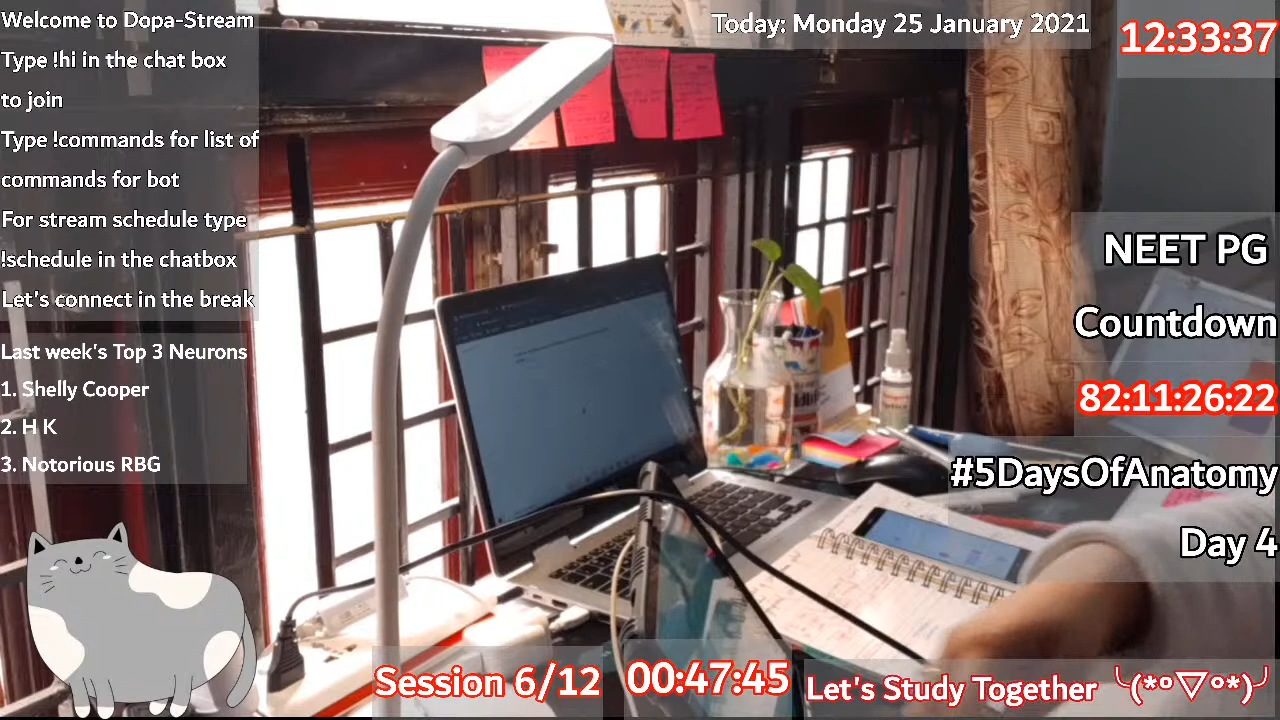 Welcome to Dopa-Stream
Type !hi in the chat box
to join
Type !commands for list of
commands for bot
For stream schedule type
!schedule in the chatbox
Let's connect in the break
Last week's Top 3 Neurons
1. Shelly Cooper
2. H K
3. Notorious RBG
Today: Monday 25 January 2021
12:33:37
NEET PG
Countdown
82:11:26:22
#5DaysOfAnatomy
Day 4
Session 6/12
00:47:45
Let's Study Together ╰(*°▽°*)╯